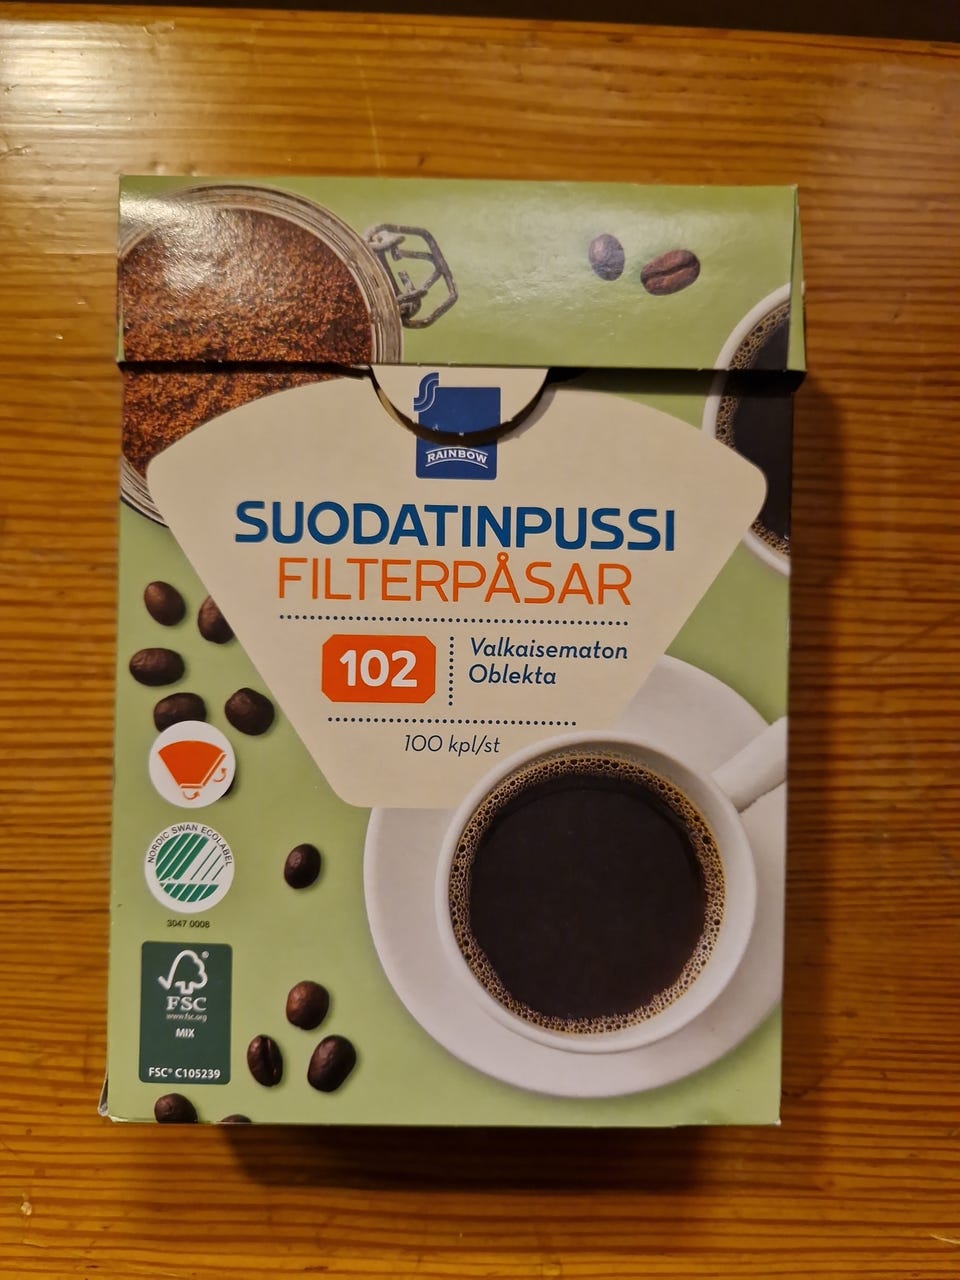 RAINBOW
SUODATINPUSSI
FILTERPÅSAR
102
Valkaisematon
Oblekta
100 kpl/st
NORDIC SWAN ECOLABEL
3047 0008
FSC
www.fsc.org
MIX
FSC® C105239